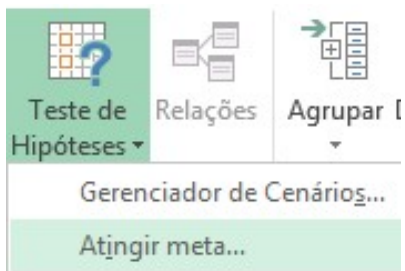 Teste de Hipóteses
Relações
Agrupar
Gerenciador de Cenários...
Atingir meta...